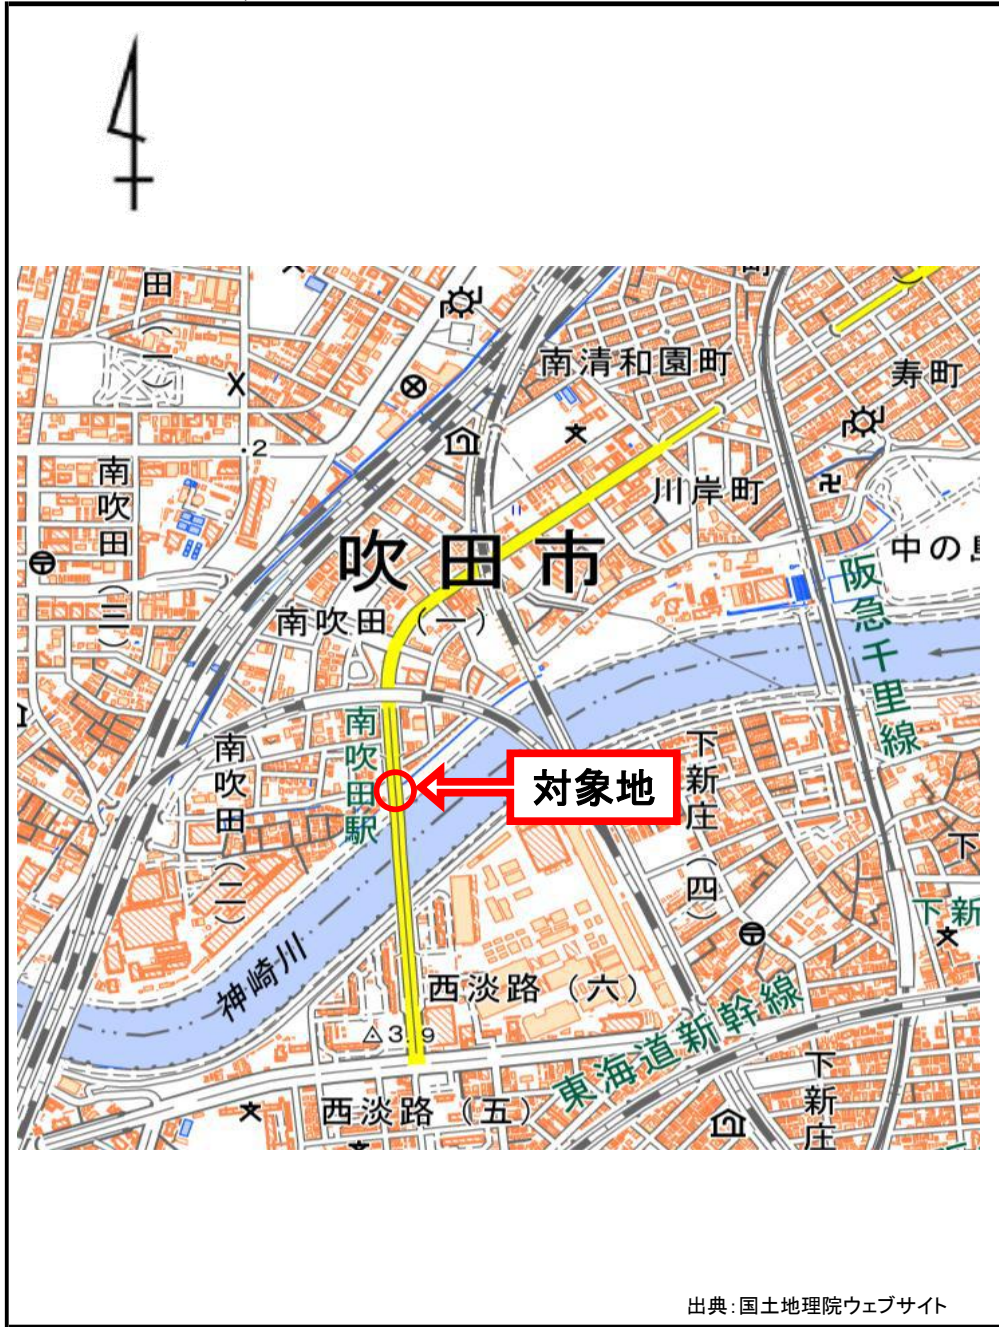 田(一)
南清和園町
寿町
.2
南吹田(三)
川岸町
吹田市
中の
阪急千里線
南吹田(一)
南吹田駅
南吹田(二)
対象地
下新庄(四)
下
下新
神崎川
西淡路(六)
3.9
東海道新幹線
西淡路(五)
下新庄
出典:国土地理院ウェブサイト